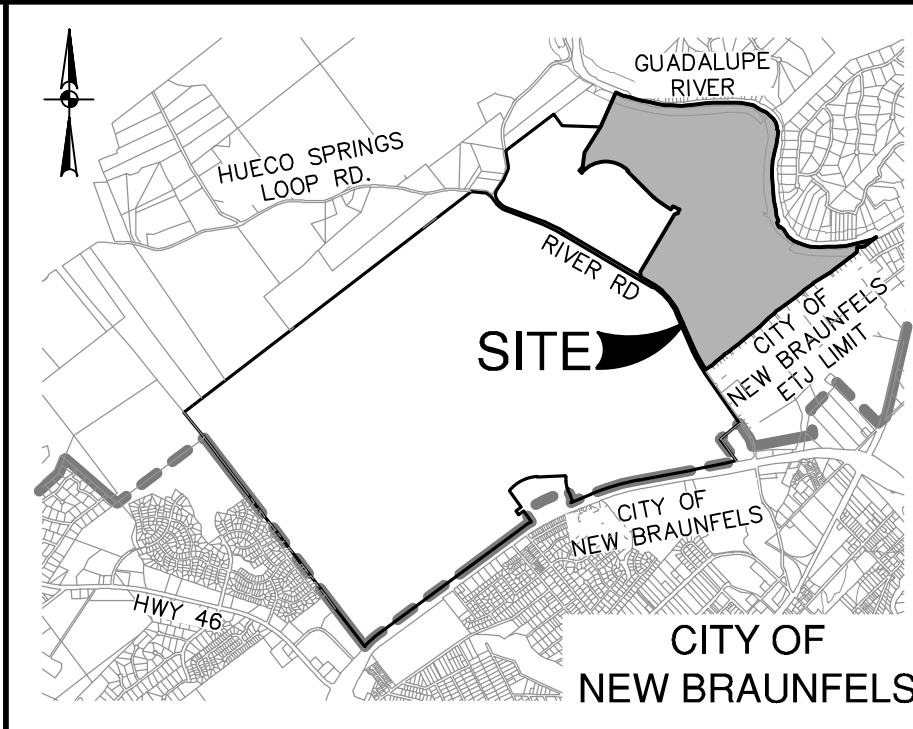 GUADALUPE
RIVER
HUECO SPRINGS
LOOP RD.
RIVER RD
SITE
CITY OF
NEW BRAUNFELS
ETJ LIMIT
CITY OF
NEW BRAUNFELS
HWY 46
CITY OF
NEW BRAUNFELS